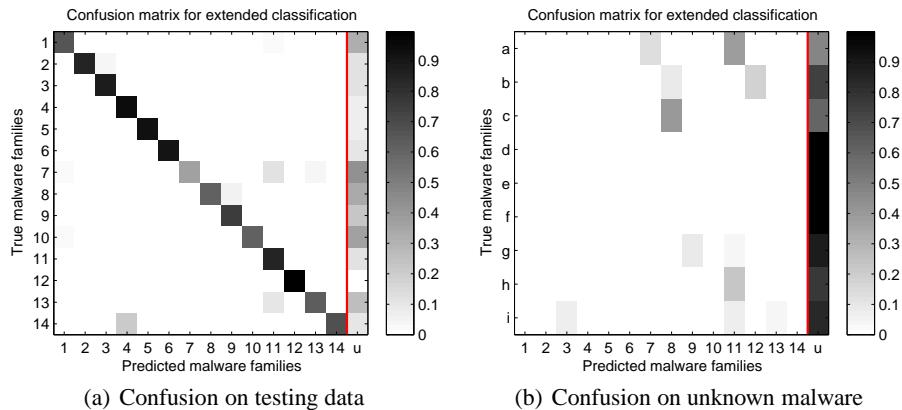 Confusion matrix for extended classification
1
2
3
4
5
6
7
8
9
10
11
12
13
14
True malware families
1 2 3 4 5 6 7 8 9 10 11 12 13 14 u
Predicted malware families
0.9
0.8
0.7
0.6
0.5
0.4
0.3
0.2
0.1
0
(a) Confusion on testing data
Confusion matrix for extended classification
a
b
c
d
e
f
g
h
i
True malware families
1 2 3 4 5 6 7 8 9 10 11 12 13 14 u
Predicted malware families
0.9
0.8
0.7
0.6
0.5
0.4
0.3
0.2
0.1
0
(b) Confusion on unknown malware